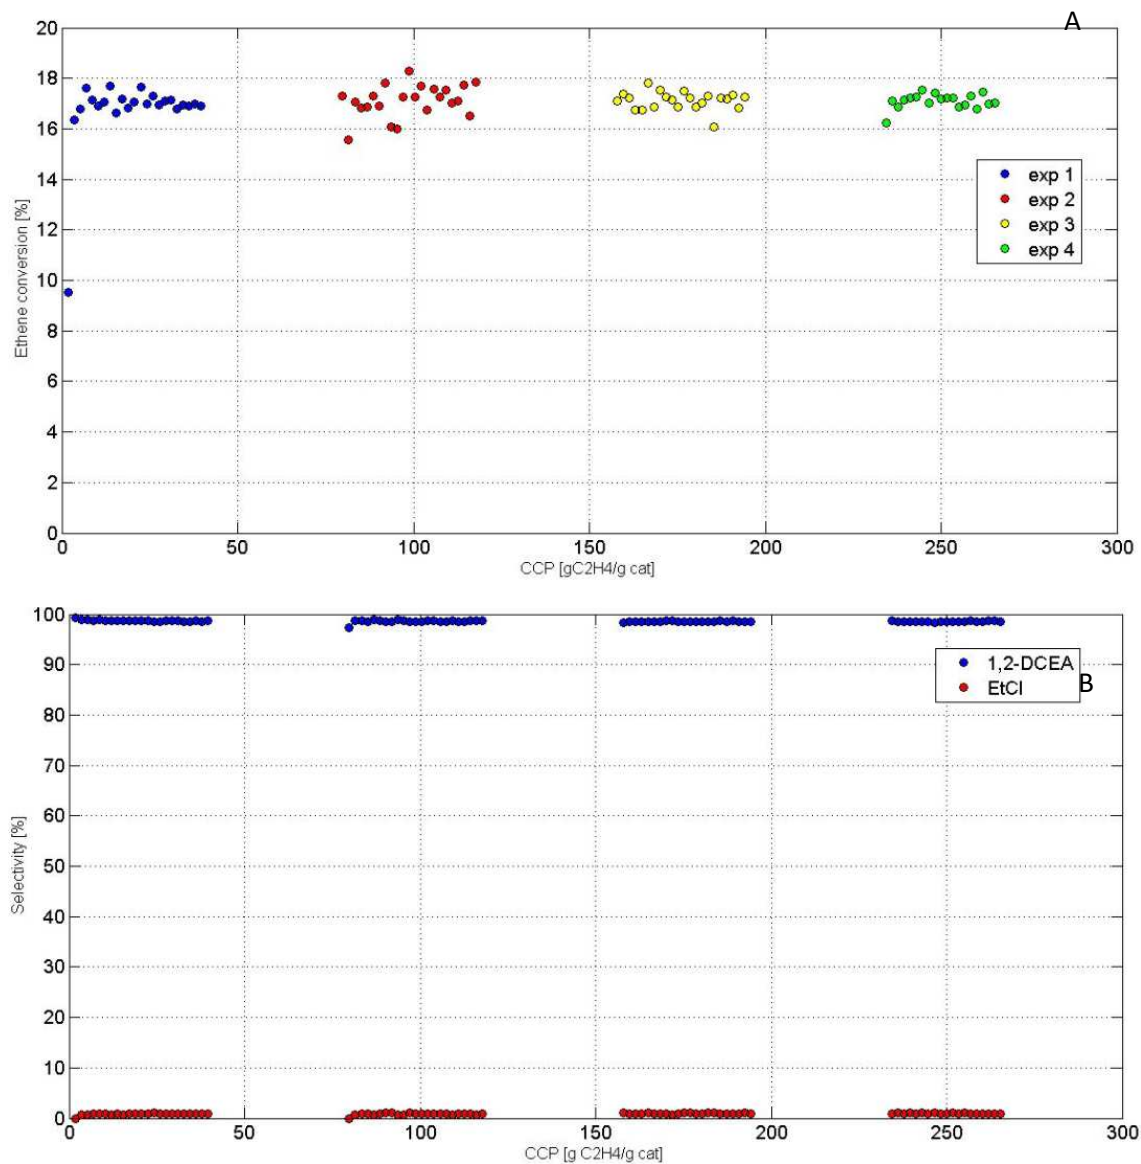 A
20
18
16
14
12
10
8
6
4
2
0
Ethene conversion [%]
exp 1
exp 2
exp 3
exp 4
0 50 100 150 200 250 300
CCP [gC2H4/g cat]
100
90
80
70
60
50
40
30
20
10
0
Selectivity [%]
1,2-DCEA
EtCl
B
0 50 100 150 200 250 300
CCP [g C2H4/g cat]